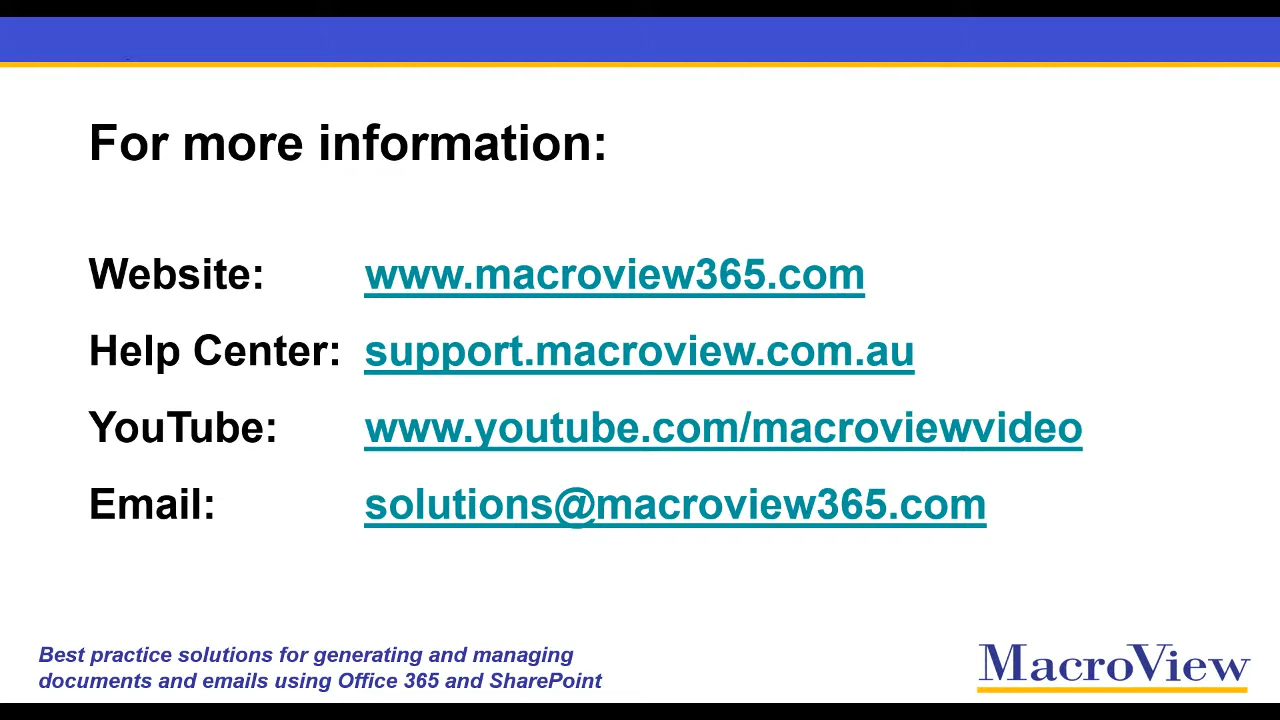 For more information:
Website: www.macroview365.com
Help Center: support.macroview.com.au
YouTube: www.youtube.com/macroviewvideo
Email: solutions@macroview365.com
Best practice solutions for generating and managing
documents and emails using Office 365 and SharePoint
MacroView